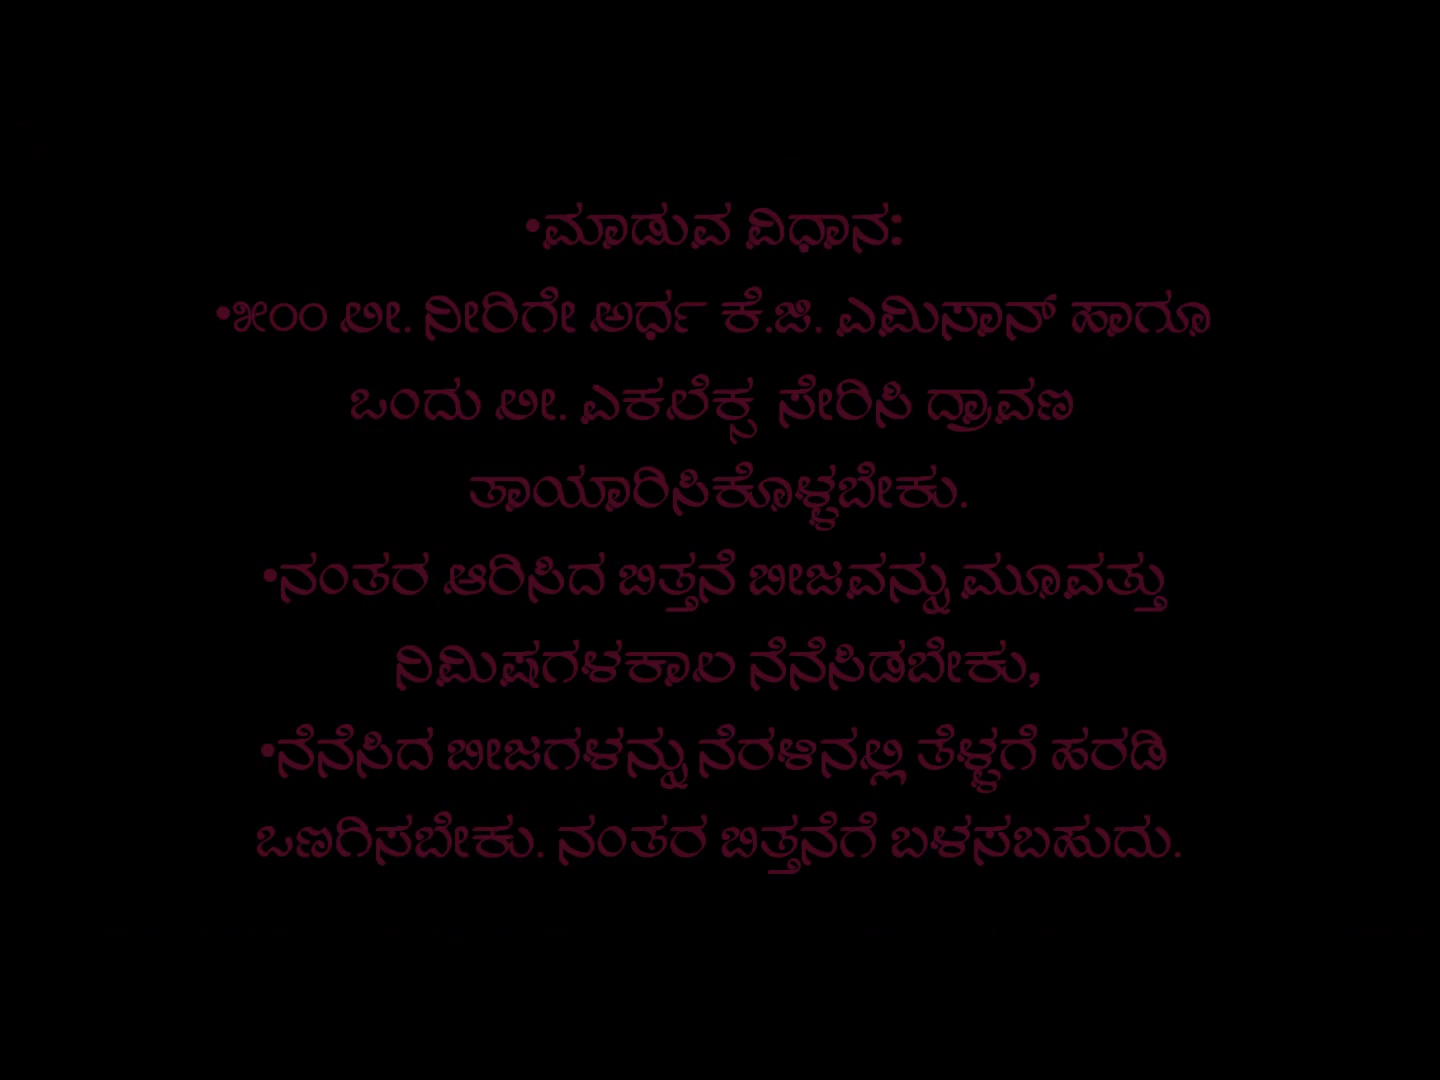 •ಮಾಡುವ ವಿಧಾನ:
•೫೦೦ ಲೀ. ನೀರಿಗೇ ಅರ್ಧ ಕೆ.ಜಿ. ಎಮಿಸಾನ್ ಹಾಗೂ
ಒಂದು ಲೀ. ಎಕಲೆಕ್ಸ ಸೇರಿಸಿ ದ್ರಾವಣ
ತಾಯಾರಿಸಿಕೊಳ್ಳಬೇಕು.
•ನಂತರ ಆರಿಸಿದ ಬಿತ್ತನೆ ಬೀಜವನ್ನು ಮೂವತ್ತು
ನಿಮಿಷಗಳಕಾಲ ನೆನೆಸಿಡಬೇಕು,
•ನೆನೆಸಿದ ಬೀಜಗಳನ್ನು ನೆರಳಿನಲ್ಲಿ ತೆಳ್ಳಗೆ ಹರಡಿ
ಒಣಗಿಸಬೇಕು. ನಂತರ ಬಿತ್ತನೆಗೆ ಬಳಸಬಹುದು.